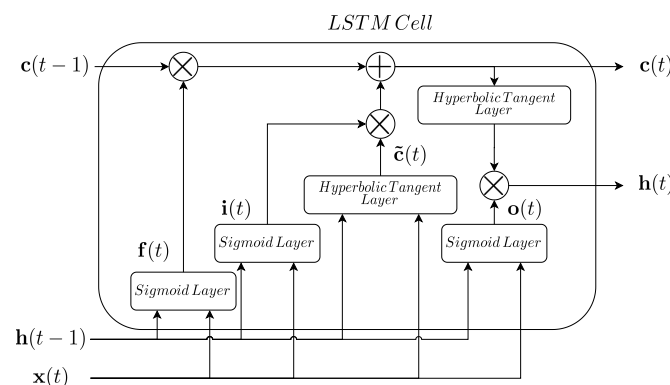 LSTM Cell
c(t−1)
c(t)
Hyperbolic Tangent
Layer
c̃(t)
h(t)
Hyperbolic Tangent
Layer
i(t)
o(t)
Sigmoid Layer
Sigmoid Layer
f(t)
Sigmoid Layer
h(t−1)
x(t)